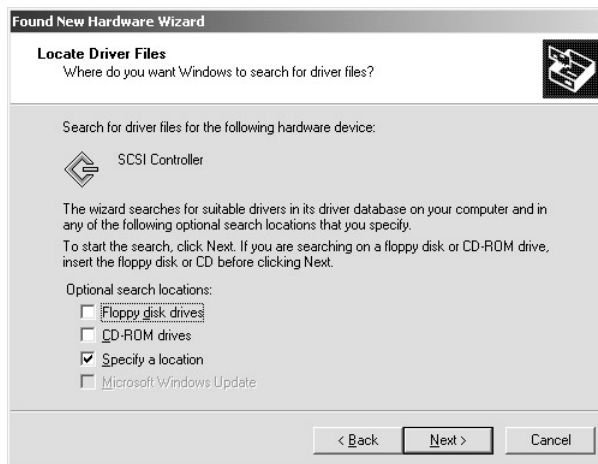 Found New Hardware Wizard
Locate Driver Files
Where do you want Windows to search for driver files?
Search for driver files for the following hardware device:
SCSI Controller
The wizard searches for suitable drivers in its driver database on your computer and in
any of the following optional search locations that you specify.
To start the search, click Next. If you are searching on a floppy disk or CD-ROM drive,
insert the floppy disk or CD before clicking Next.
Optional search locations:
Floppy disk drives
CD-ROM drives
Specify a location
Microsoft Windows Update
< Back Next > Cancel